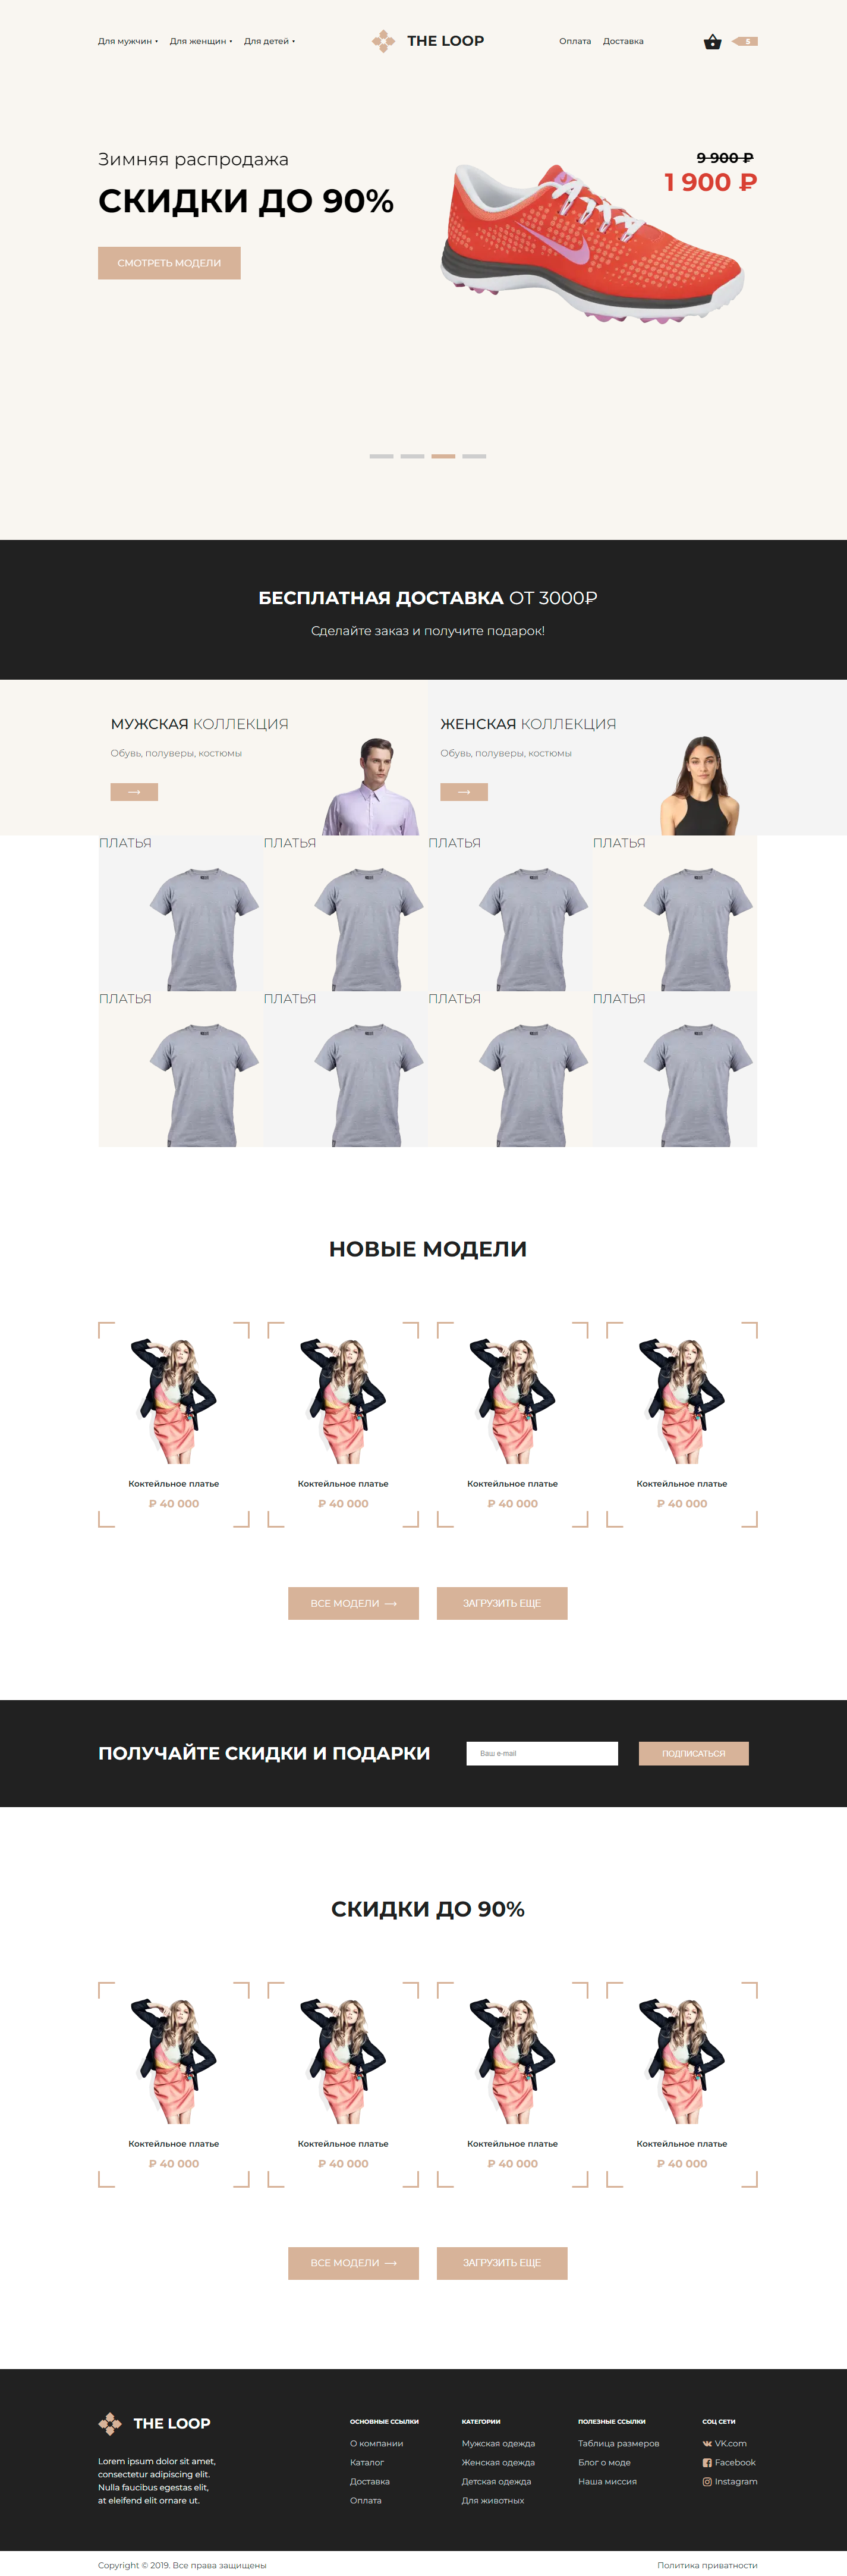 Для мужчин Для женщин Для детей THE LOOP Оплата Доставка 5
Зимняя распродажа
СКИДКИ ДО 90%
СМОТРЕТЬ МОДЕЛИ
9 900 ₽
1 900 ₽
БЕСПЛАТНАЯ ДОСТАВКА ОТ 3000₽
Сделайте заказ и получите подарок!
МУЖСКАЯ КОЛЛЕКЦИЯ
Обувь, полуверы, костюмы
ЖЕНСКАЯ КОЛЛЕКЦИЯ
Обувь, полуверы, костюмы
ПЛАТЬЯ ПЛАТЬЯ ПЛАТЬЯ ПЛАТЬЯ
ПЛАТЬЯ ПЛАТЬЯ ПЛАТЬЯ ПЛАТЬЯ
НОВЫЕ МОДЕЛИ
Коктейльное платье Коктейльное платье Коктейльное платье Коктейльное платье
₽ 40 000 ₽ 40 000 ₽ 40 000 ₽ 40 000
ВСЕ МОДЕЛИ ⟶ ЗАГРУЗИТЬ ЕЩЕ
ПОЛУЧАЙТЕ СКИДКИ И ПОДАРКИ Ваш e-mail ПОДПИСАТЬСЯ
СКИДКИ ДО 90%
Коктейльное платье Коктейльное платье Коктейльное платье Коктейльное платье
₽ 40 000 ₽ 40 000 ₽ 40 000 ₽ 40 000
ВСЕ МОДЕЛИ ⟶ ЗАГРУЗИТЬ ЕЩЕ
THE LOOP
Lorem ipsum dolor sit amet,
consectetur adipiscing elit.
Nulla faucibus egestas elit,
at eleifend elit ornare ut.
ОСНОВНЫЕ ССЫЛКИ
О компании
Каталог
Доставка
Оплата
КАТЕГОРИИ
Мужская одежда
Женская одежда
Детская одежда
Для животных
ПОЛЕЗНЫЕ ССЫЛКИ
Таблица размеров
Блог о моде
Наша миссия
СОЦ СЕТИ
VK.com
Facebook
Instagram
Copyright © 2019. Все права защищены Политика приватности